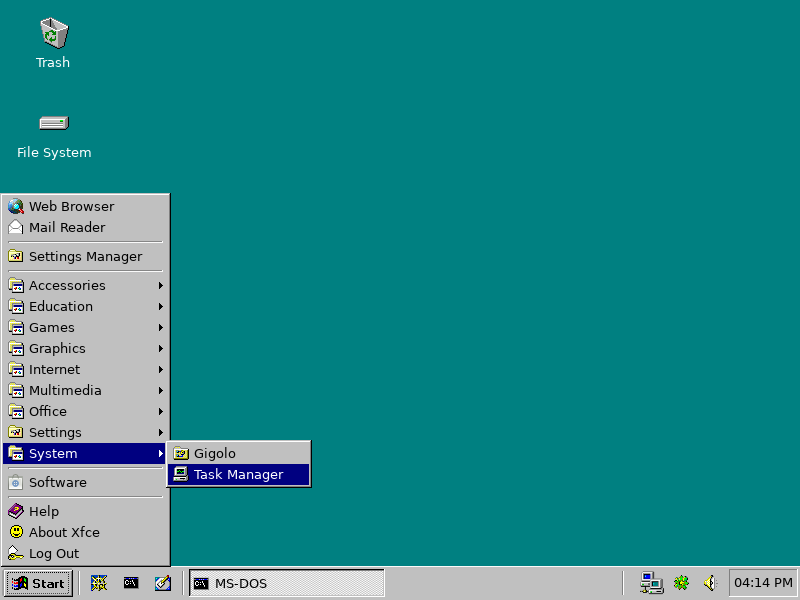 Trash
File System
Web Browser
Mail Reader
Settings Manager
Accessories
Education
Games
Graphics
Internet
Multimedia
Office
Settings
System
Gigolo
Task Manager
Software
Help
About Xfce
Log Out
Start
C:\
C:\
MS-DOS
04:14 PM